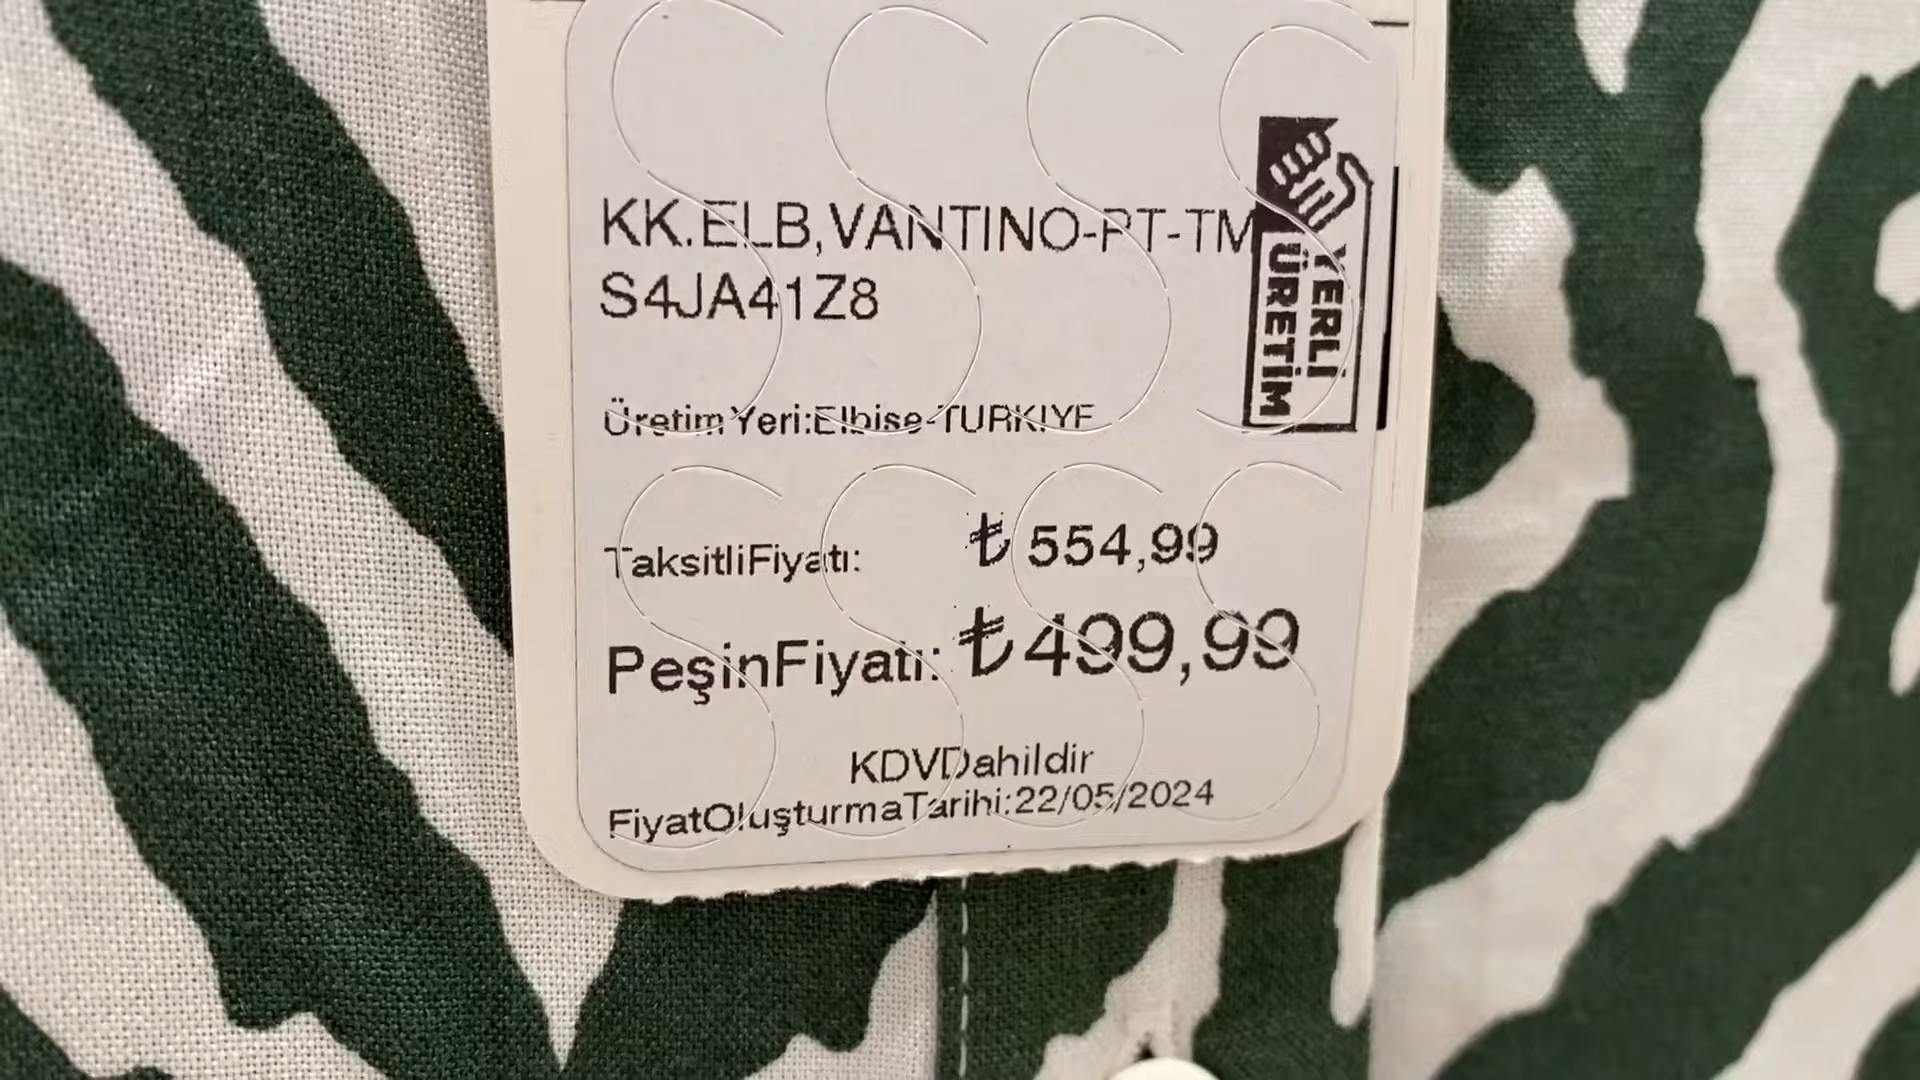 KK.ELB,VANTINO-PT-TM
S4JA41Z8
YERLİ
ÜRETİM
Üretim Yeri:Elbise-TURKIYE
TaksitliFiyatı: ₺ 554,99
PeşinFiyatı: ₺499,99
KDVDahildir
FiyatOluşturmaTarihi:22/05/2024